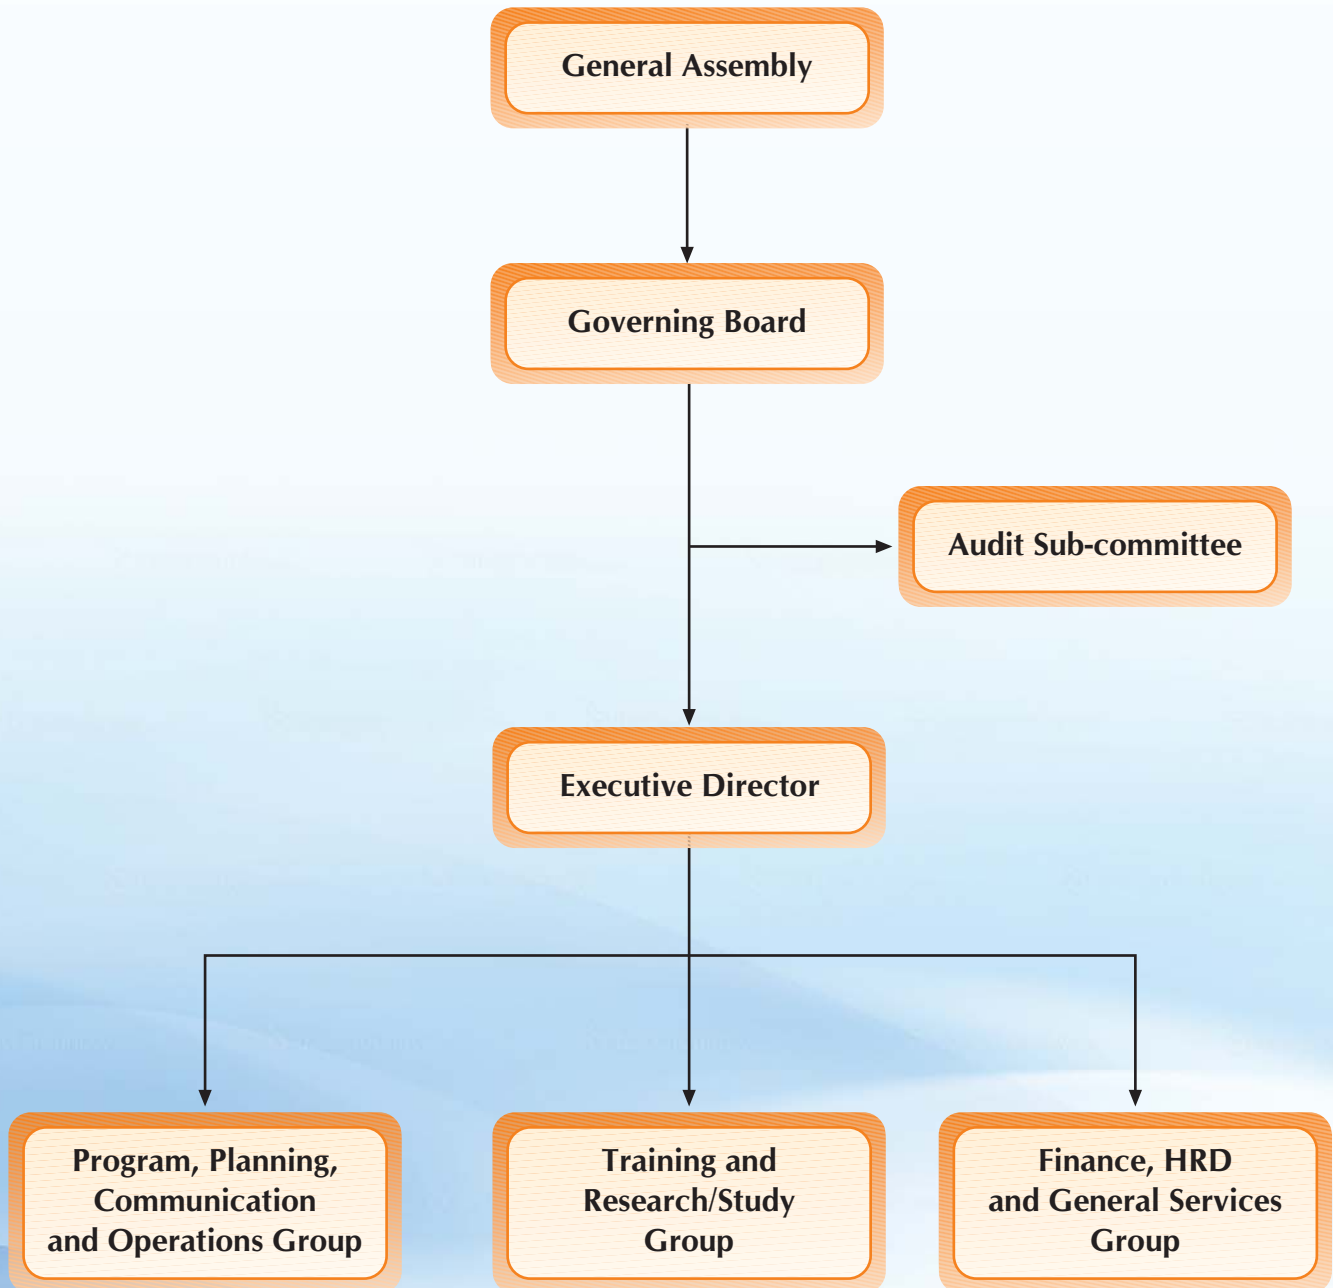 General Assembly
Governing Board
Audit Sub-committee
Executive Director
Program, Planning,
Communication
and Operations Group
Training and
Research/Study
Group
Finance, HRD
and General Services
Group